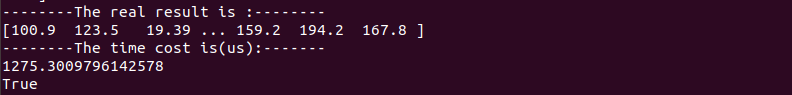 --------The real result is :--------
[100.9  123.5   19.39 ... 159.2  194.2  167.8 ]
--------The time cost is(us):-------
1275.3009796142578
True